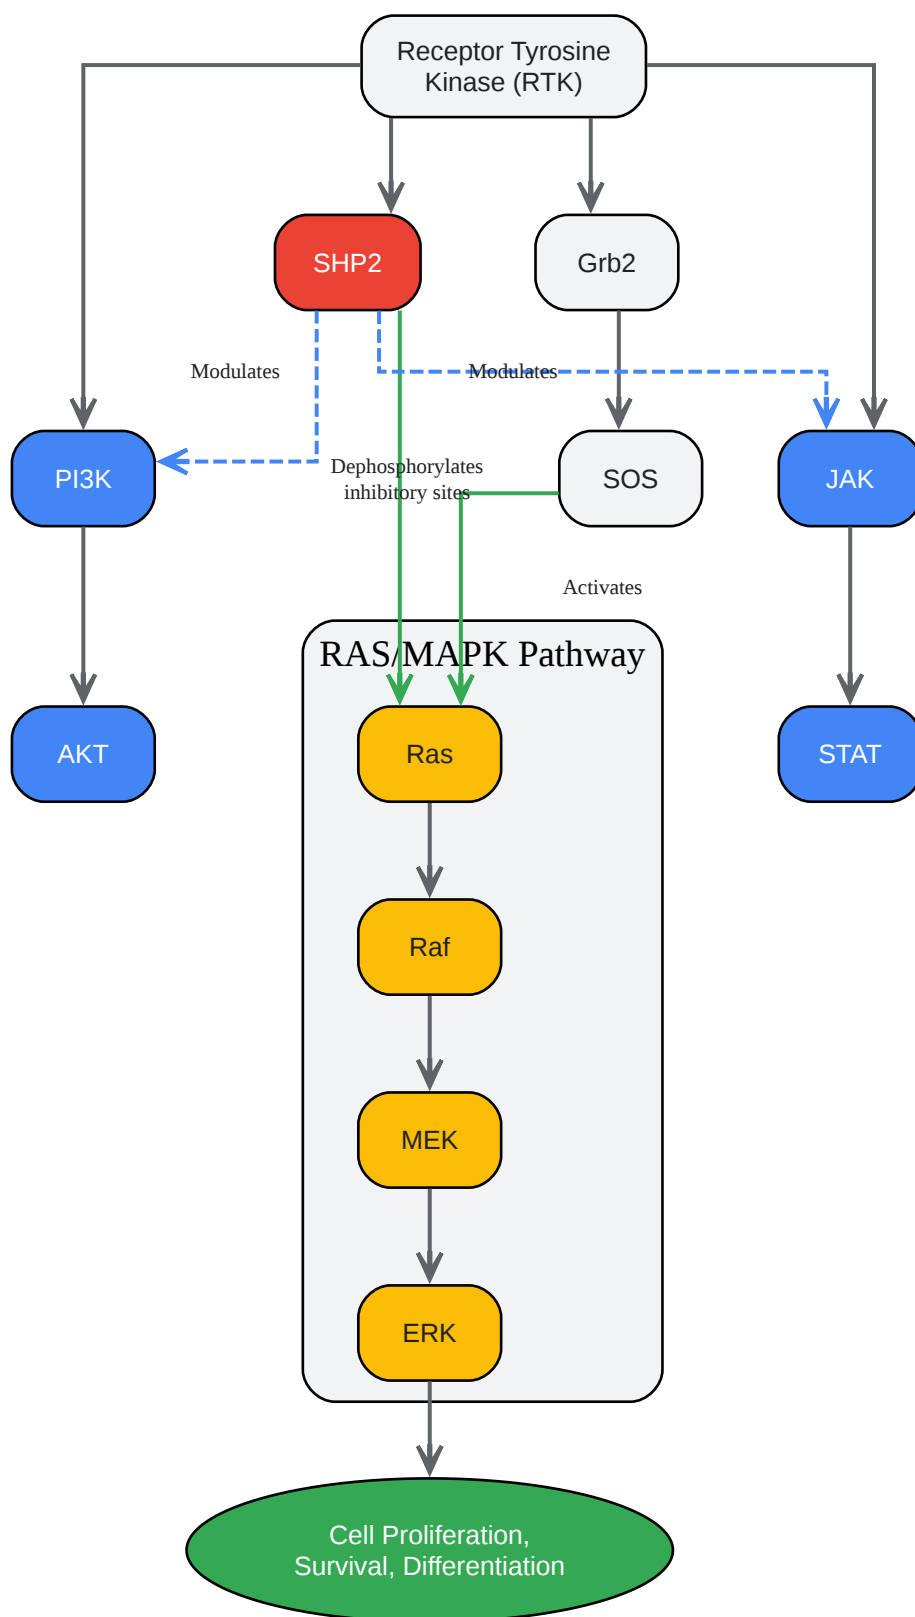 Receptor Tyrosine
Kinase (RTK)
SHP2
Grb2
Modulates
Modulates
Dephosphorylates
inhibitory sites
PI3K
SOS
JAK
Activates
RAS/MAPK Pathway
AKT
Ras
STAT
Raf
MEK
ERK
Cell Proliferation,
Survival, Differentiation